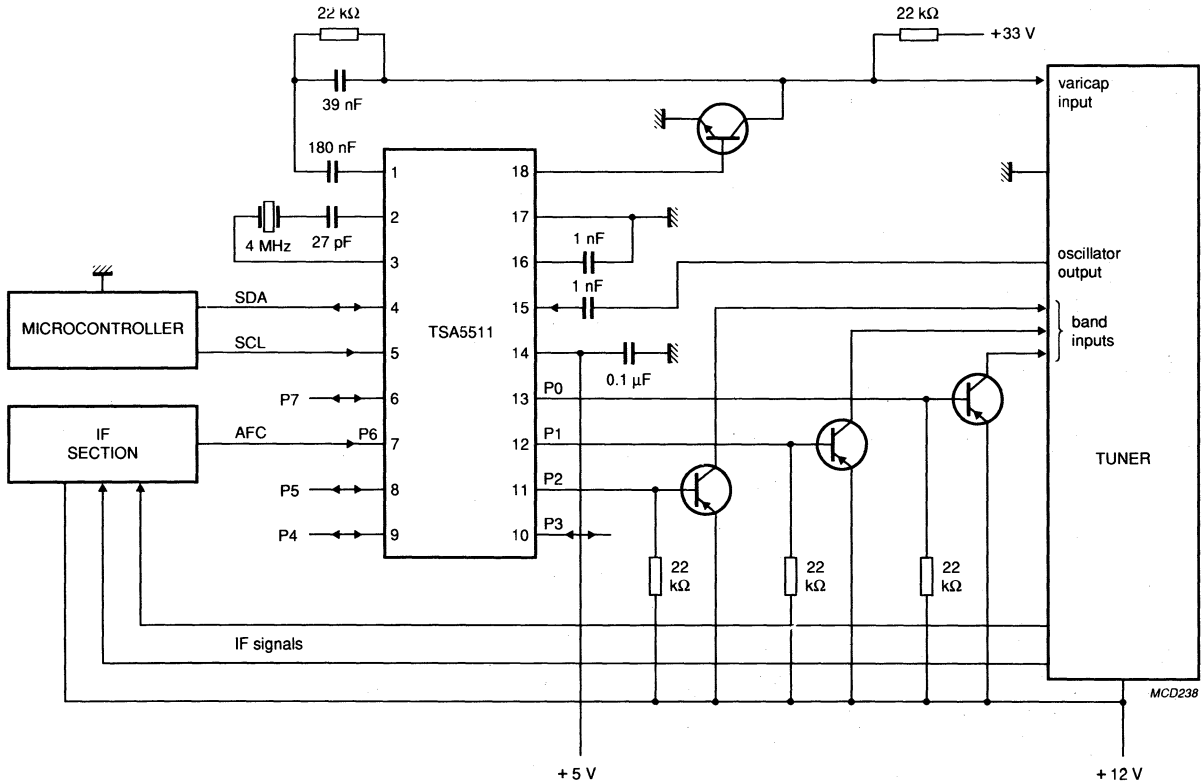 22 kΩ
22 kΩ
+33 V
39 nF
varicap
input
180 nF
1
18
2
17
4 MHz
27 pF
1 nF
3
16
oscillator
output
1 nF
SDA
4
15
MICROCONTROLLER
TSA5511
band
inputs
SCL
5
14
0.1 µF
P7
6
P0
13
IF
SECTION
AFC
P6
7
P1
12
TUNER
P5
8
P2
11
P4
9
P3
10
22
kΩ
22
kΩ
22
kΩ
IF signals
MCD238
+ 5 V
+ 12 V